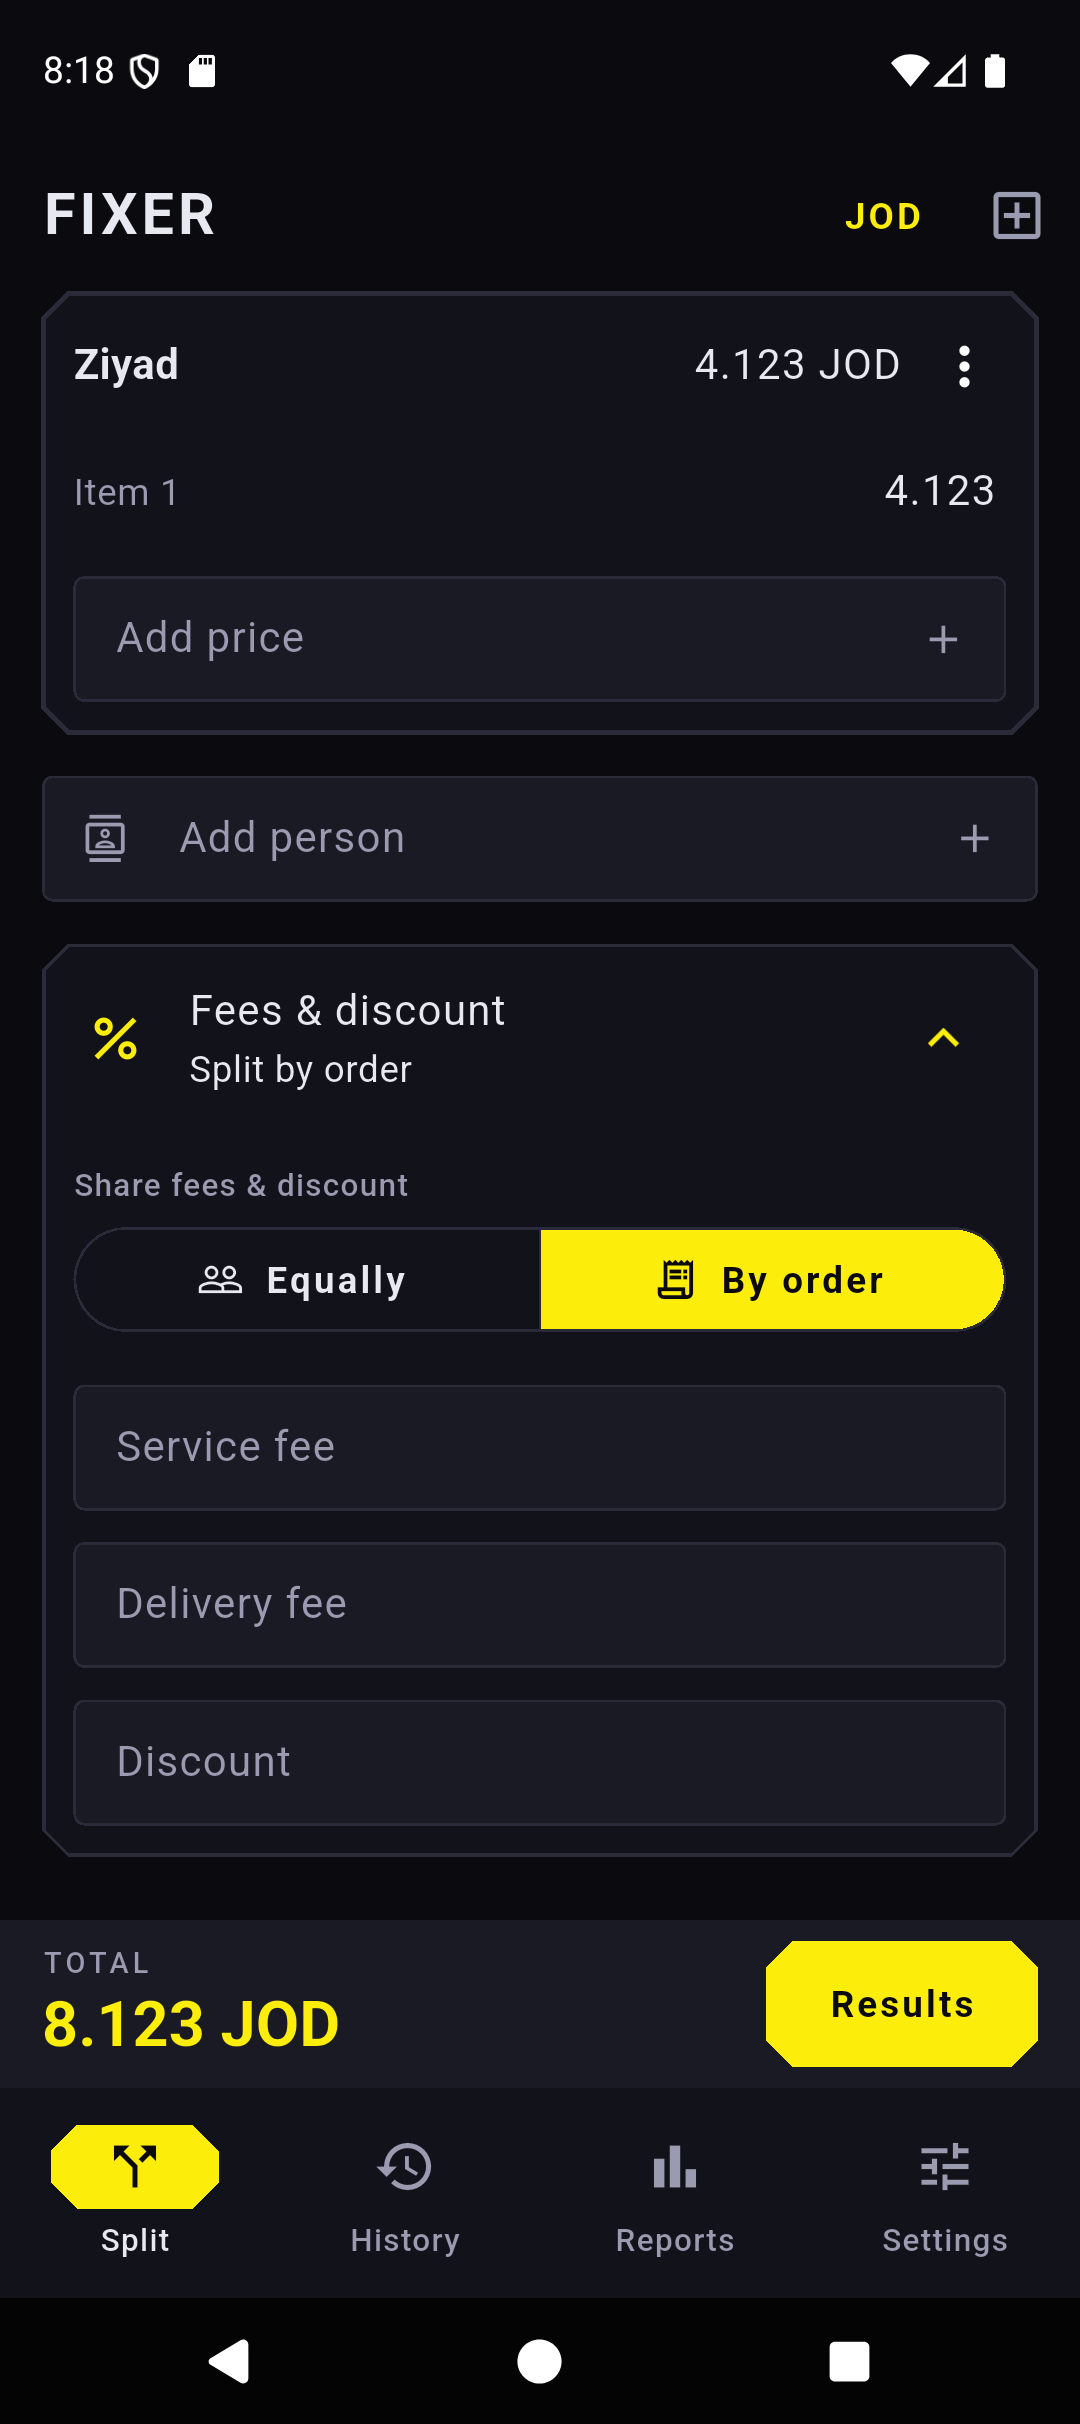 8:18
FIXER
JOD
Ziyad
4.123 JOD
Item 1
4.123
Add price
Add person
Fees & discount
Split by order
Share fees & discount
Equally
By order
Service fee
Delivery fee
Discount
TOTAL
8.123 JOD
Results
Split
History
Reports
Settings